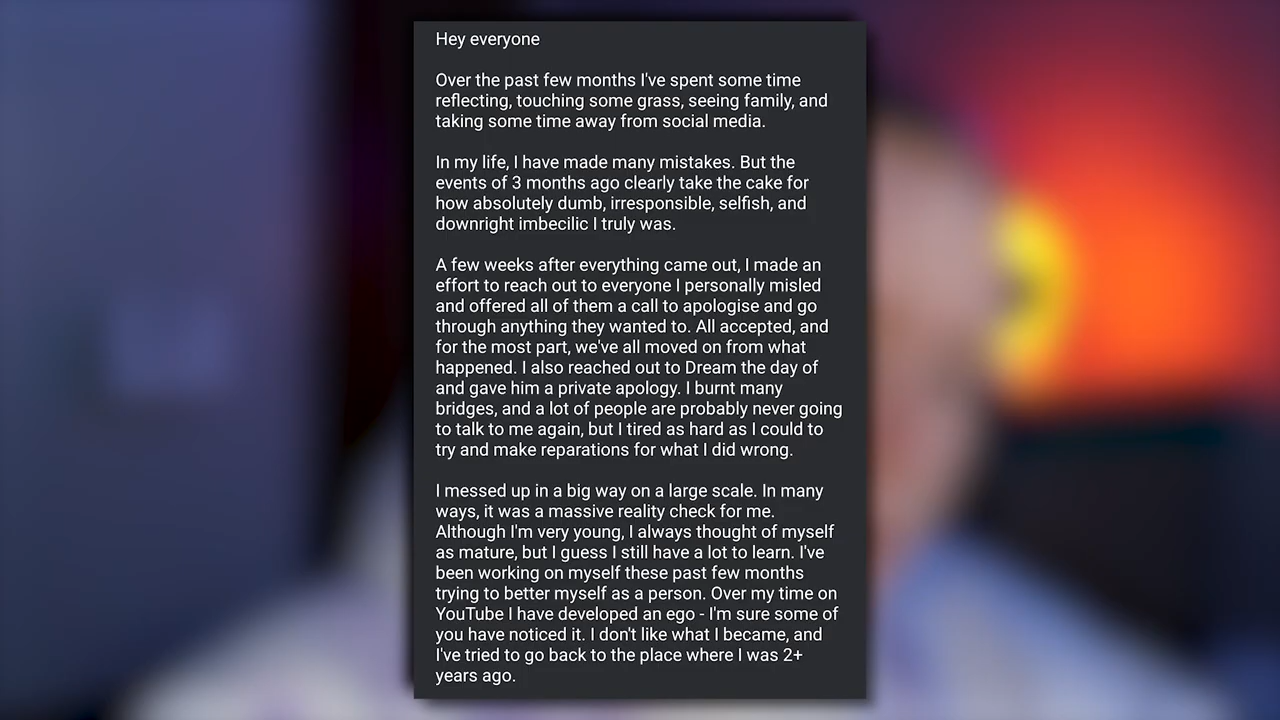 Hey everyone
Over the past few months I've spent some time
reflecting, touching some grass, seeing family, and
taking some time away from social media.
In my life, I have made many mistakes. But the
events of 3 months ago clearly take the cake for
how absolutely dumb, irresponsible, selfish, and
downright imbecilic I truly was.
A few weeks after everything came out, I made an
effort to reach out to everyone I personally misled
and offered all of them a call to apologise and go
through anything they wanted to. All accepted, and
for the most part, we've all moved on from what
happened. I also reached out to Dream the day of
and gave him a private apology. I burnt many
bridges, and a lot of people are probably never going
to talk to me again, but I tired as hard as I could to
try and make reparations for what I did wrong.
I messed up in a big way on a large scale. In many
ways, it was a massive reality check for me.
Although I'm very young, I always thought of myself
as mature, but I guess I still have a lot to learn. I've
been working on myself these past few months
trying to better myself as a person. Over my time on
YouTube I have developed an ego - I'm sure some of
you have noticed it. I don't like what I became, and
I've tried to go back to the place where I was 2+
years ago.